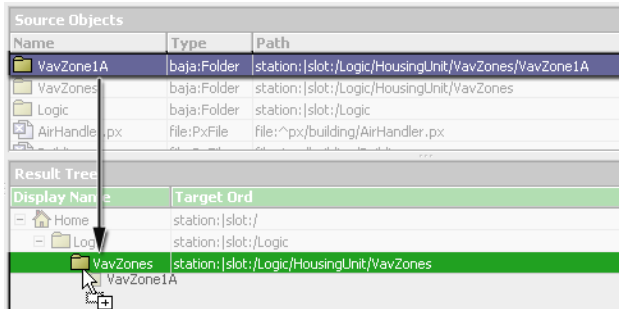 Source Objects
Name Type Path
VavZone1A baja:Folder station:|slot:/Logic/HousingUnit/VavZones/VavZone1A
VavZones baja:Folder station:|slot:/Logic/HousingUnit/VavZones
Logic baja:Folder station:|slot:/Logic
AirHandler.px file:PxFile file:^px/building/AirHandler.px
Result Tree
Display Name Target Ord
Home station:|slot:/
Logic station:|slot:/Logic
VavZones station:|slot:/Logic/HousingUnit/VavZones
VavZone1A